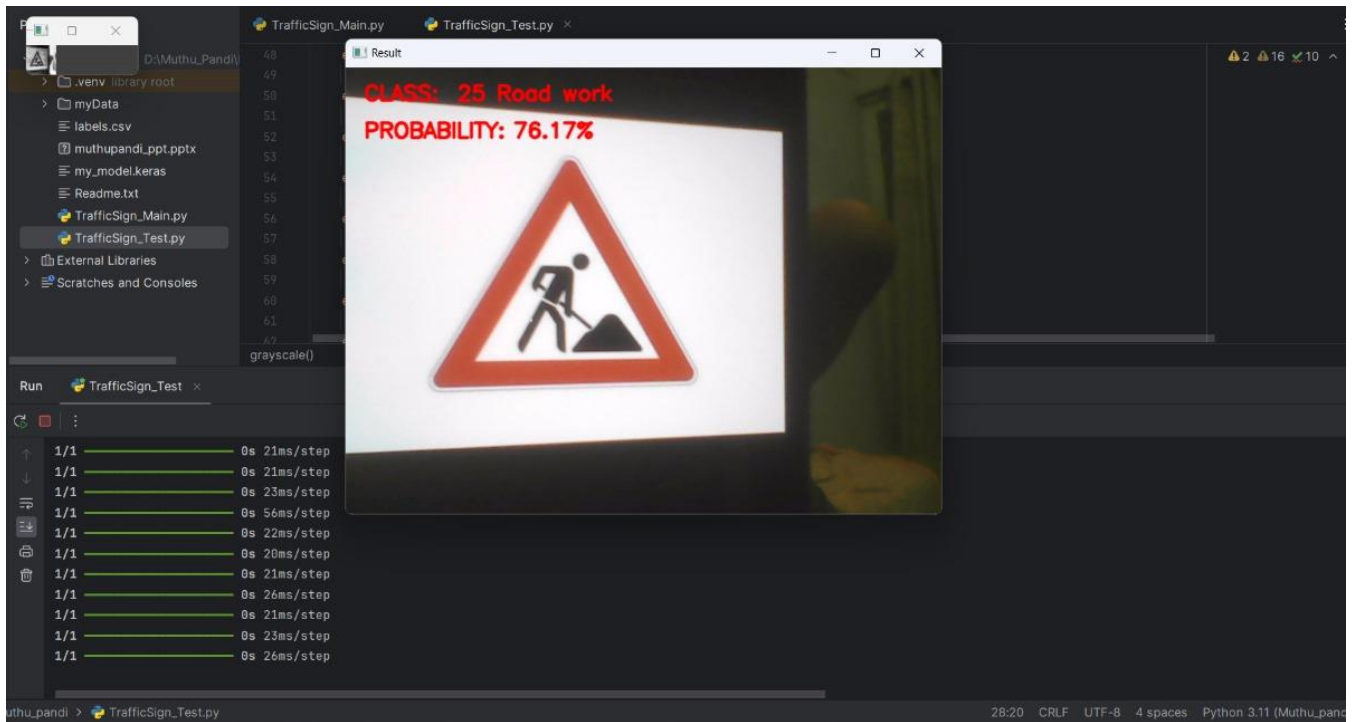 TrafficSign_Main.py
TrafficSign_Test.py
D:\Muthu_Pandi\
.venv library root
myData
labels.csv
muthupandi_ppt.pptx
my_model.keras
Readme.txt
TrafficSign_Main.py
TrafficSign_Test.py
External Libraries
Scratches and Consoles
48
49
50
51
52
53
54
55
56
57
58
59
60
61
62
grayscale()
2 16 10
Result
CLASS: 25 Road work
PROBABILITY: 76.17%
Run TrafficSign_Test
1/1 0s 21ms/step
1/1 0s 21ms/step
1/1 0s 23ms/step
1/1 0s 56ms/step
1/1 0s 22ms/step
1/1 0s 20ms/step
1/1 0s 21ms/step
1/1 0s 26ms/step
1/1 0s 21ms/step
1/1 0s 23ms/step
1/1 0s 26ms/step
uthu_pandi > TrafficSign_Test.py
28:20 CRLF UTF-8 4 spaces Python 3.11 (Muthu_pand